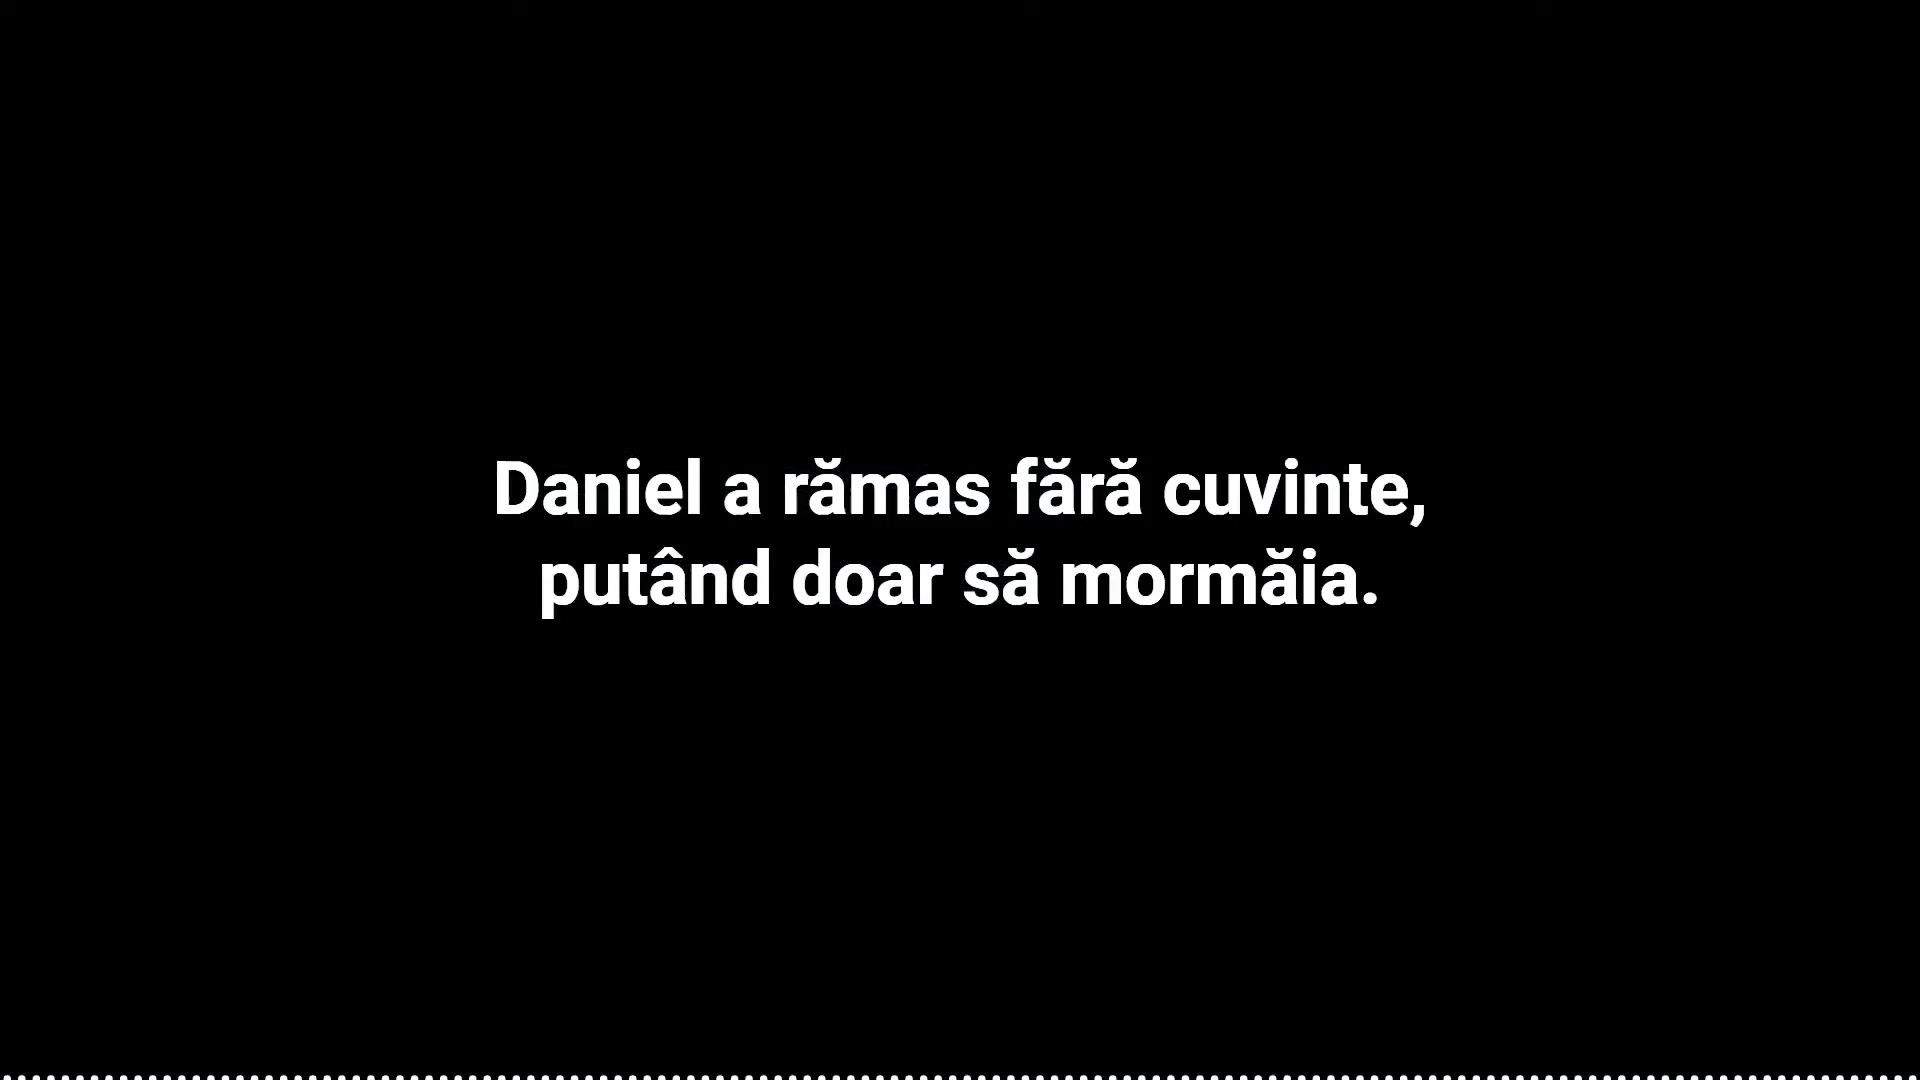 Daniel a rămas fără cuvinte,
putând doar să mormăia.